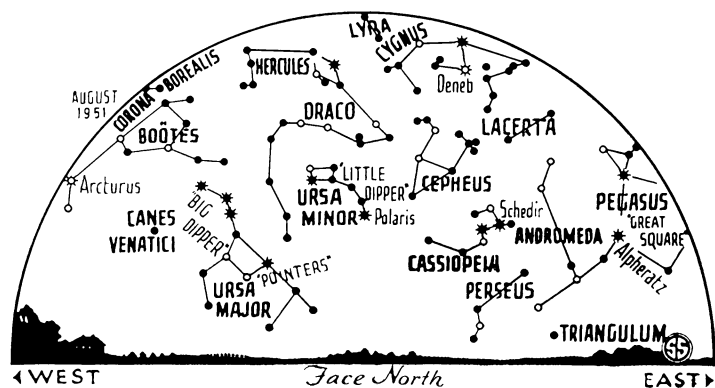 LYRA
CYGNUS
HERCULES
Deneb
CORONA BOREALIS
AUGUST
1951
BOÖTES
DRACO
LACERTA
Arcturus
"LITTLE
DIPPER"
URSA
MINOR
Polaris
CEPHEUS
PEGASUS
"GREAT
SQUARE"
"BIG
DIPPER"
CANES
VENATICI
Schedir
ANDROMEDA
CASSIOPEIA
Alpheratz
"POINTERS"
URSA
MAJOR
PERSEUS
TRIANGULUM
SS
WEST
Face North
EAST